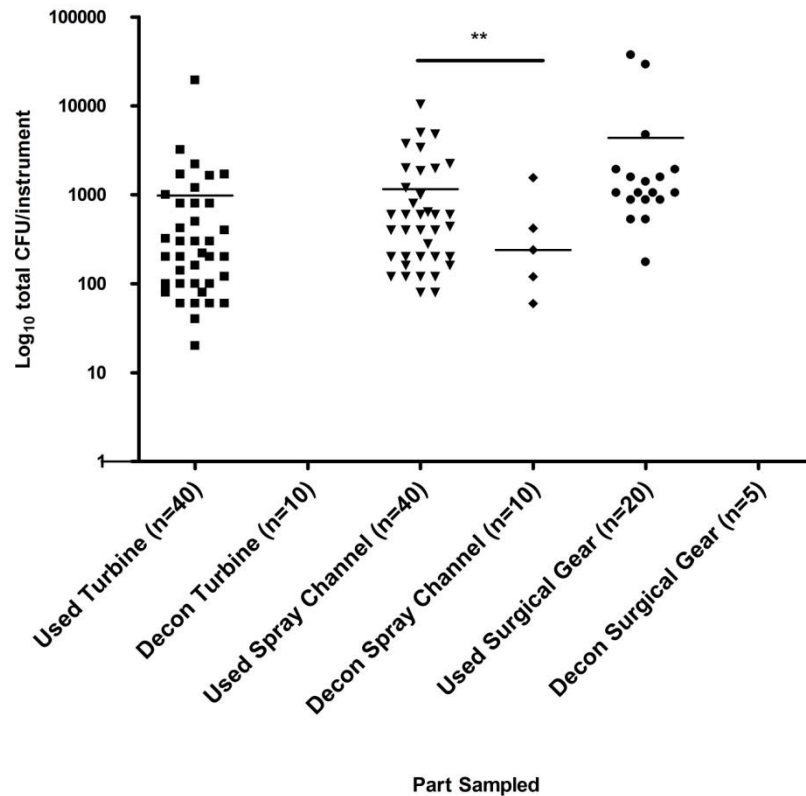 100000
10000
1000
100
10
1
Log₁₀ total CFU/instrument
**
Used Turbine (n=40)
Decon Turbine (n=10)
Used Spray Channel (n=40)
Decon Spray Channel (n=10)
Used Surgical Gear (n=20)
Decon Surgical Gear (n=5)
Part Sampled